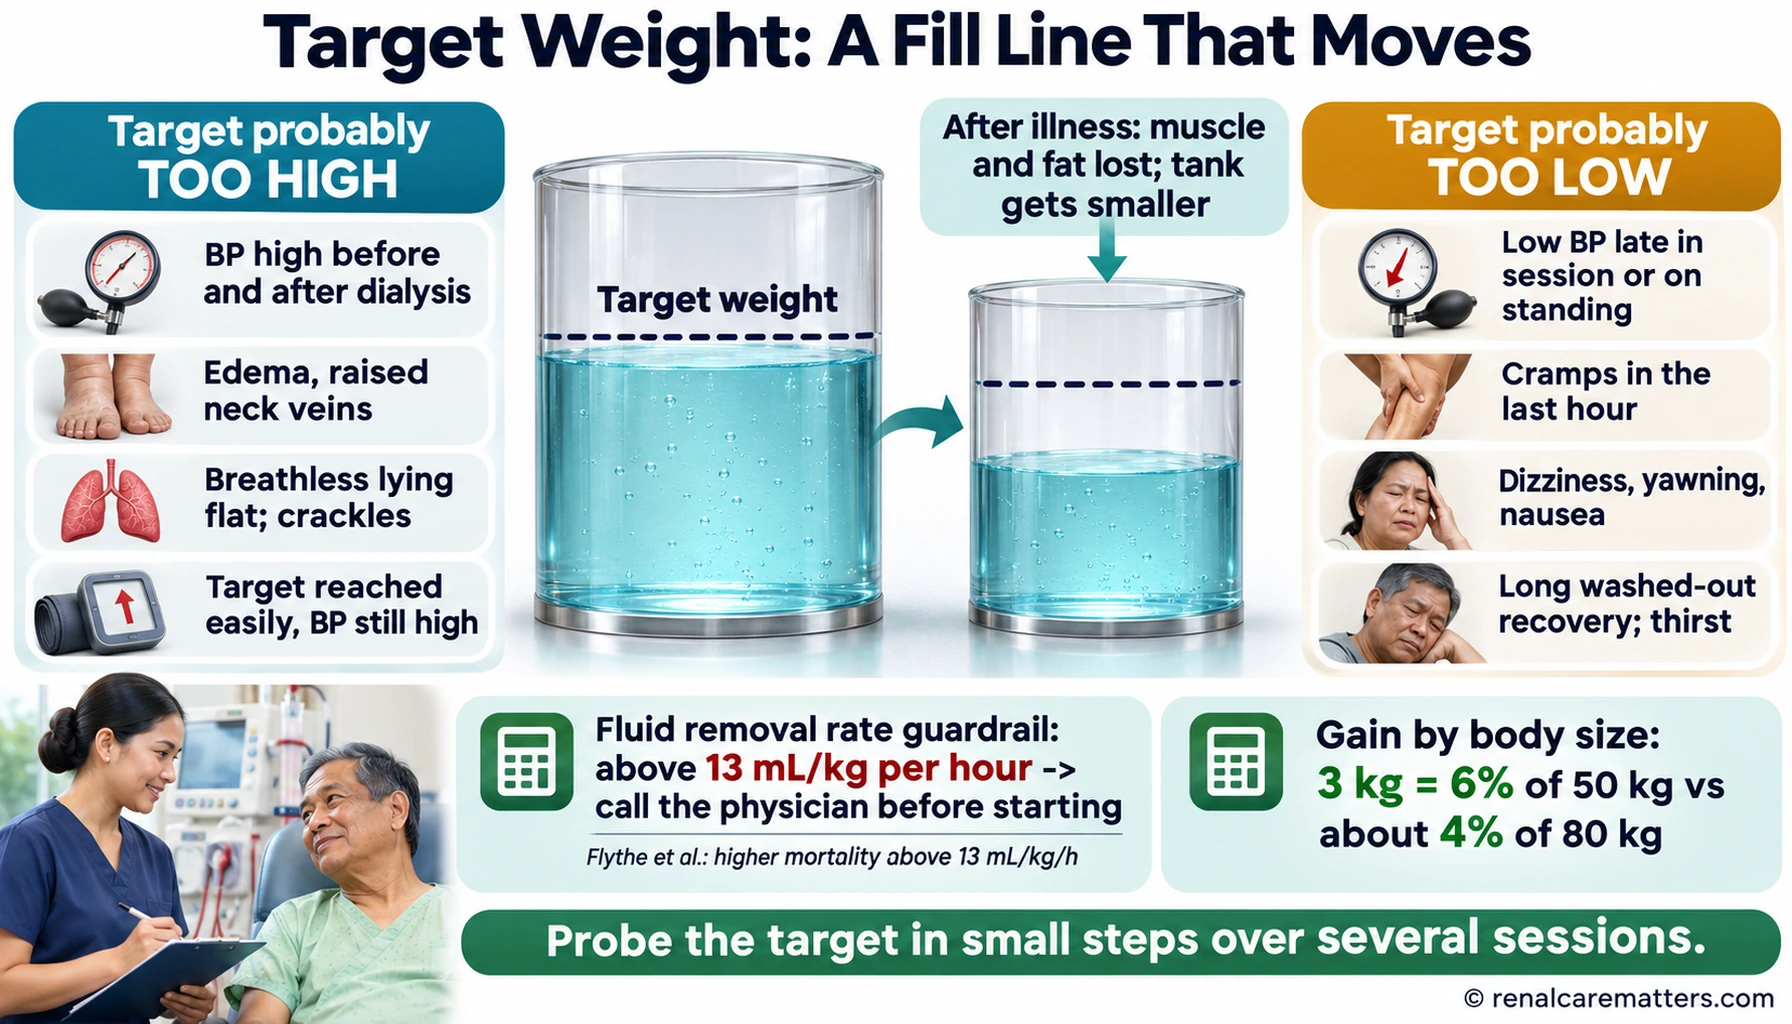 Target Weight: A Fill Line That Moves
Target probably
TOO HIGH
BP high before
and after dialysis
Edema, raised
neck veins
Breathless lying
flat; crackles
Target reached
easily, BP still high
Target weight
After illness: muscle
and fat lost; tank
gets smaller
Target probably
TOO LOW
Low BP late in
session or on
standing
Cramps in the
last hour
Dizziness, yawning,
nausea
Long washed-out
recovery; thirst
Fluid removal rate guardrail:
above 13 mL/kg per hour ->
call the physician before starting
Flythe et al.: higher mortality above 13 mL/kg/h
Gain by body size:
3 kg = 6% of 50 kg vs
about 4% of 80 kg
Probe the target in small steps over several sessions.
© renalcarematters.com